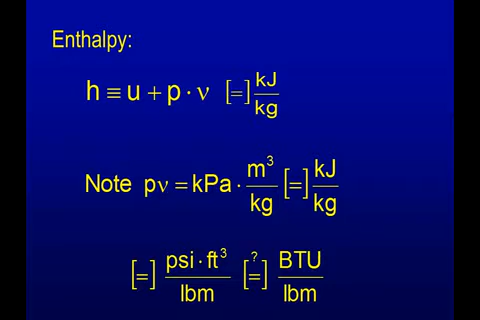 Enthalpy:
h ≡ u + p · ν [=] kJ/kg
Note pν = kPa · m³/kg [=] kJ/kg
[=] psi · ft³/lbm [?=] BTU/lbm